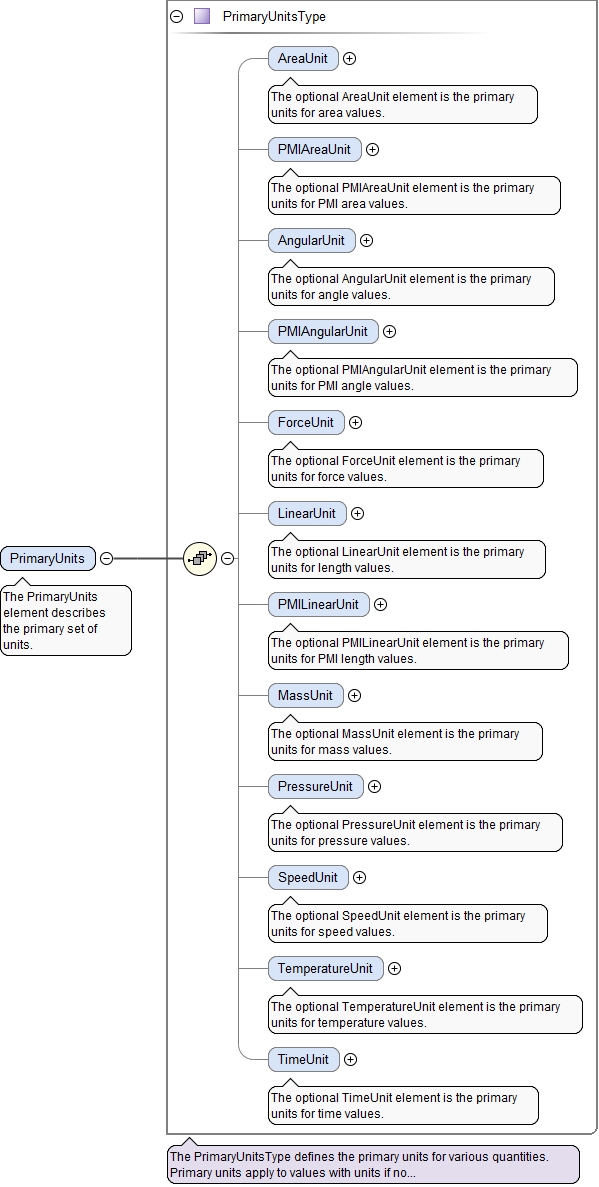 PrimaryUnitsType
AreaUnit
The optional AreaUnit element is the primary
units for area values.
PMIAreaUnit
The optional PMIAreaUnit element is the primary
units for PMI area values.
AngularUnit
The optional AngularUnit element is the primary
units for angle values.
PMIAngularUnit
The optional PMIAngularUnit element is the primary
units for PMI angle values.
ForceUnit
The optional ForceUnit element is the primary
units for force values.
LinearUnit
The optional LinearUnit element is the primary
units for length values.
PrimaryUnits
The PrimaryUnits
element describes
the primary set of
units.
PMILinearUnit
The optional PMILinearUnit element is the primary
units for PMI length values.
MassUnit
The optional MassUnit element is the primary
units for mass values.
PressureUnit
The optional PressureUnit element is the primary
units for pressure values.
SpeedUnit
The optional SpeedUnit element is the primary
units for speed values.
TemperatureUnit
The optional TemperatureUnit element is the primary
units for temperature values.
TimeUnit
The optional TimeUnit element is the primary
units for time values.
The PrimaryUnitsType defines the primary units for various quantities.
Primary units apply to values with units if no...